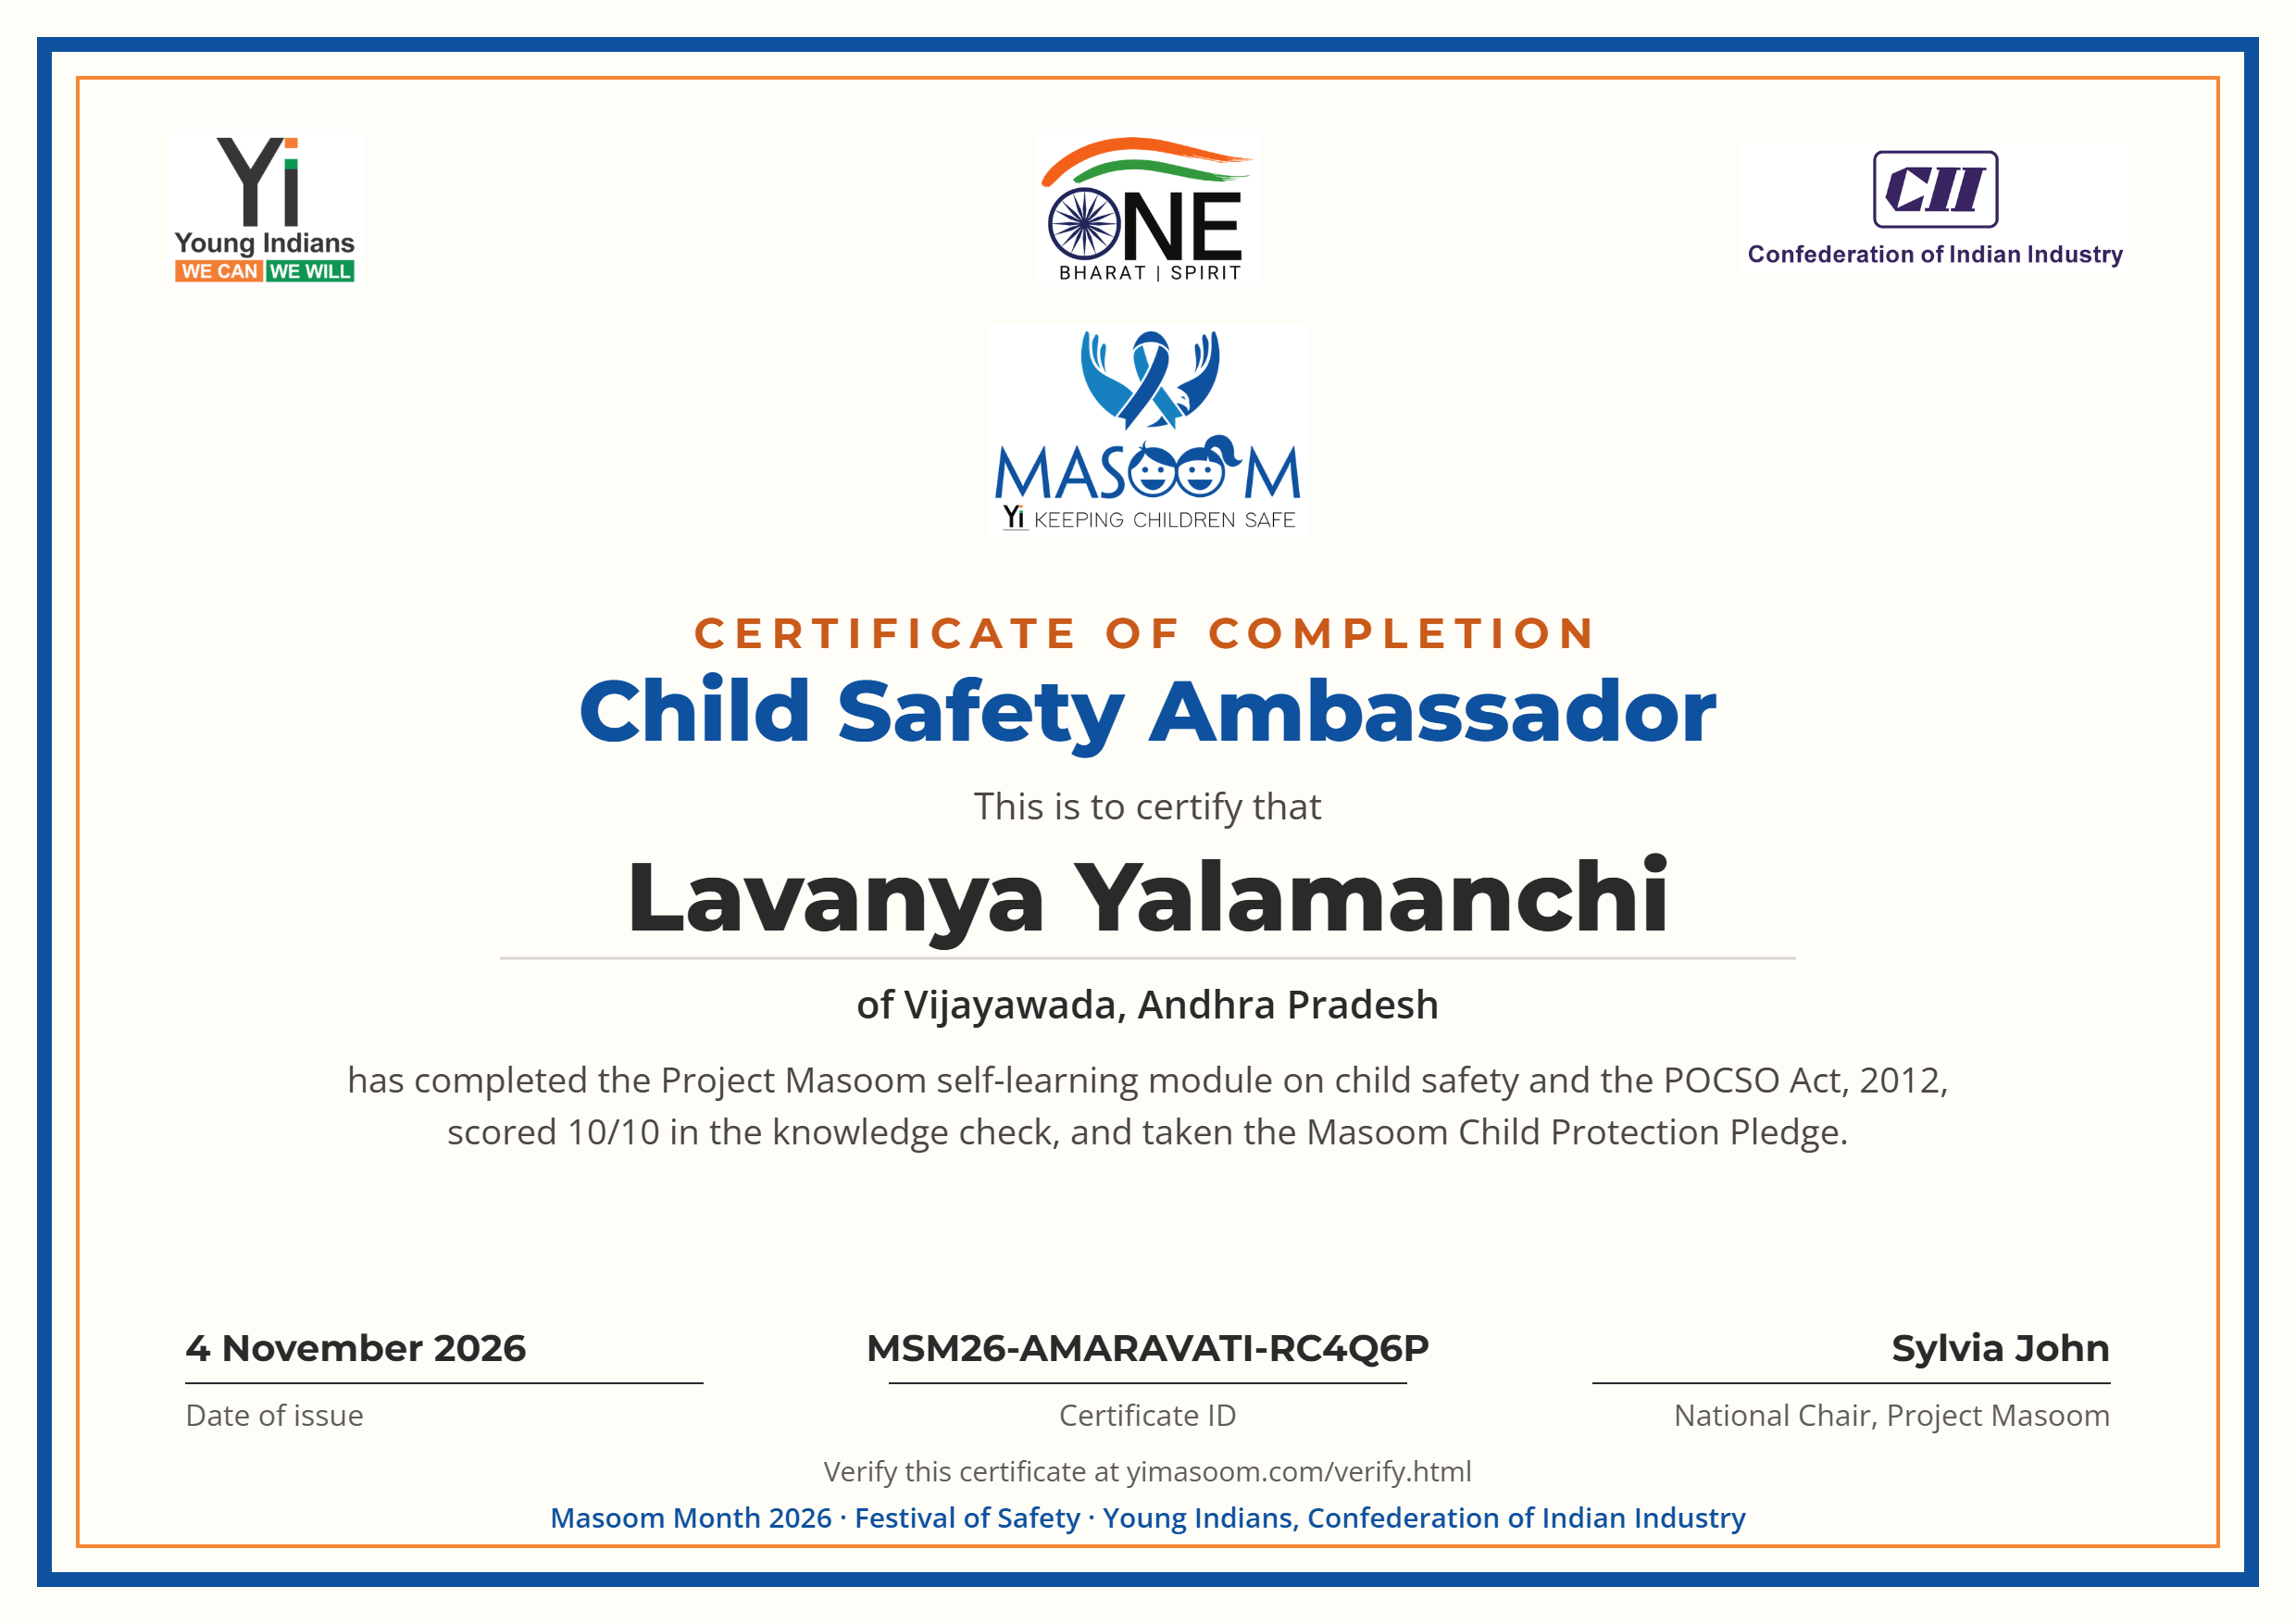 Yi
Young Indians
WE CAN WE WILL
ONE
BHARAT | SPIRIT
CII
Confederation of Indian Industry
MASOOM
Yi KEEPING CHILDREN SAFE
CERTIFICATE OF COMPLETION
Child Safety Ambassador
This is to certify that
Lavanya Yalamanchi
of Vijayawada, Andhra Pradesh
has completed the Project Masoom self-learning module on child safety and the POCSO Act, 2012,
scored 10/10 in the knowledge check, and taken the Masoom Child Protection Pledge.
4 November 2026
Date of issue
MSM26-AMARAVATI-RC4Q6P
Certificate ID
Sylvia John
National Chair, Project Masoom
Verify this certificate at yimasoom.com/verify.html
Masoom Month 2026 · Festival of Safety · Young Indians, Confederation of Indian Industry